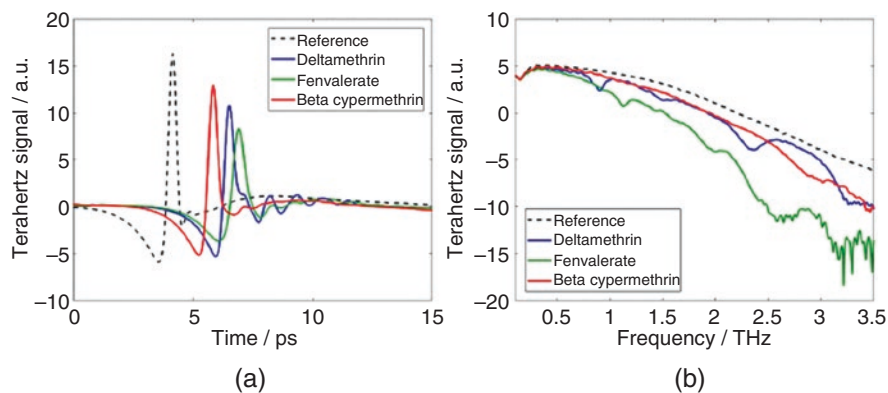 20
15
10
5
0
−5
−10
Terahertz signal / a.u.
Reference
Deltamethrin
Fenvalerate
Beta cypermethrin
0
5
10
15
Time / ps
(a)
10
5
0
−5
−10
−15
−20
Terahertz signal / a.u.
Reference
Deltamethrin
Fenvalerate
Beta cypermethrin
0.5
1
1.5
2
2.5
3
3.5
Frequency / THz
(b)